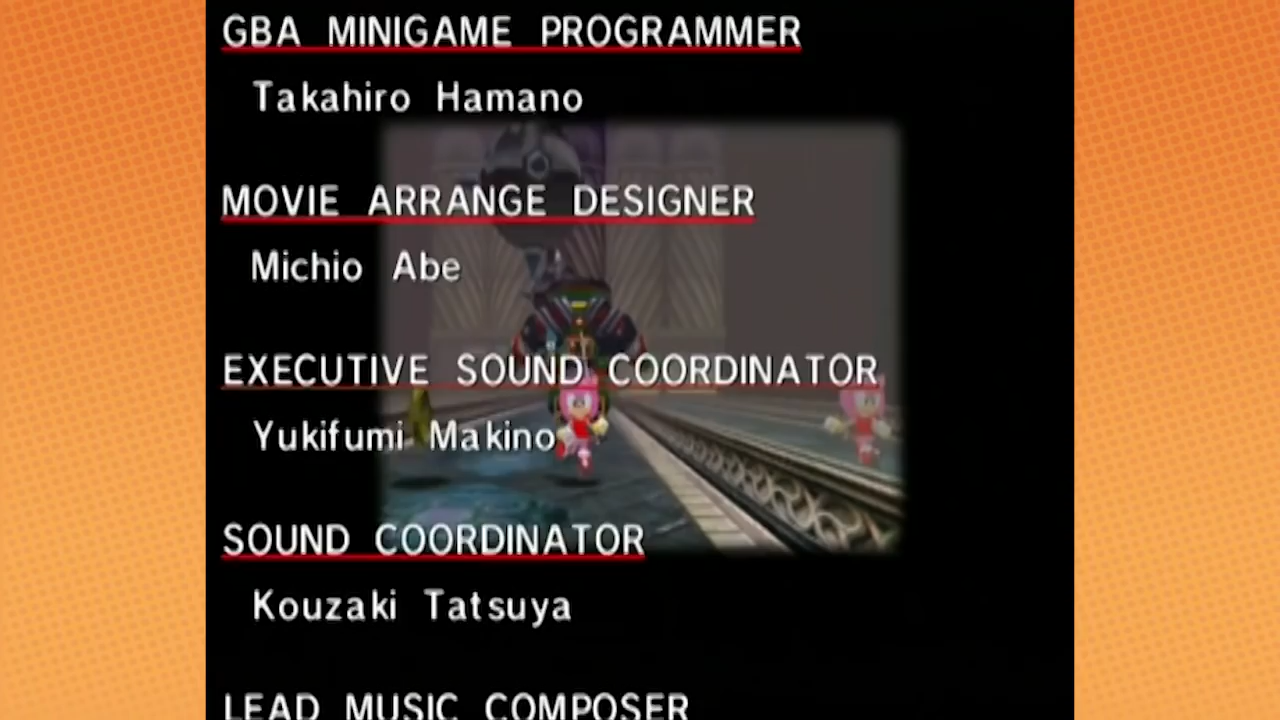 GBA MINIGAME PROGRAMMER
Takahiro Hamano
MOVIE ARRANGE DESIGNER
Michio Abe
EXECUTIVE SOUND COORDINATOR
Yukifumi Makino
SOUND COORDINATOR
Kouzaki Tatsuya
LEAD MUSIC COMPOSER